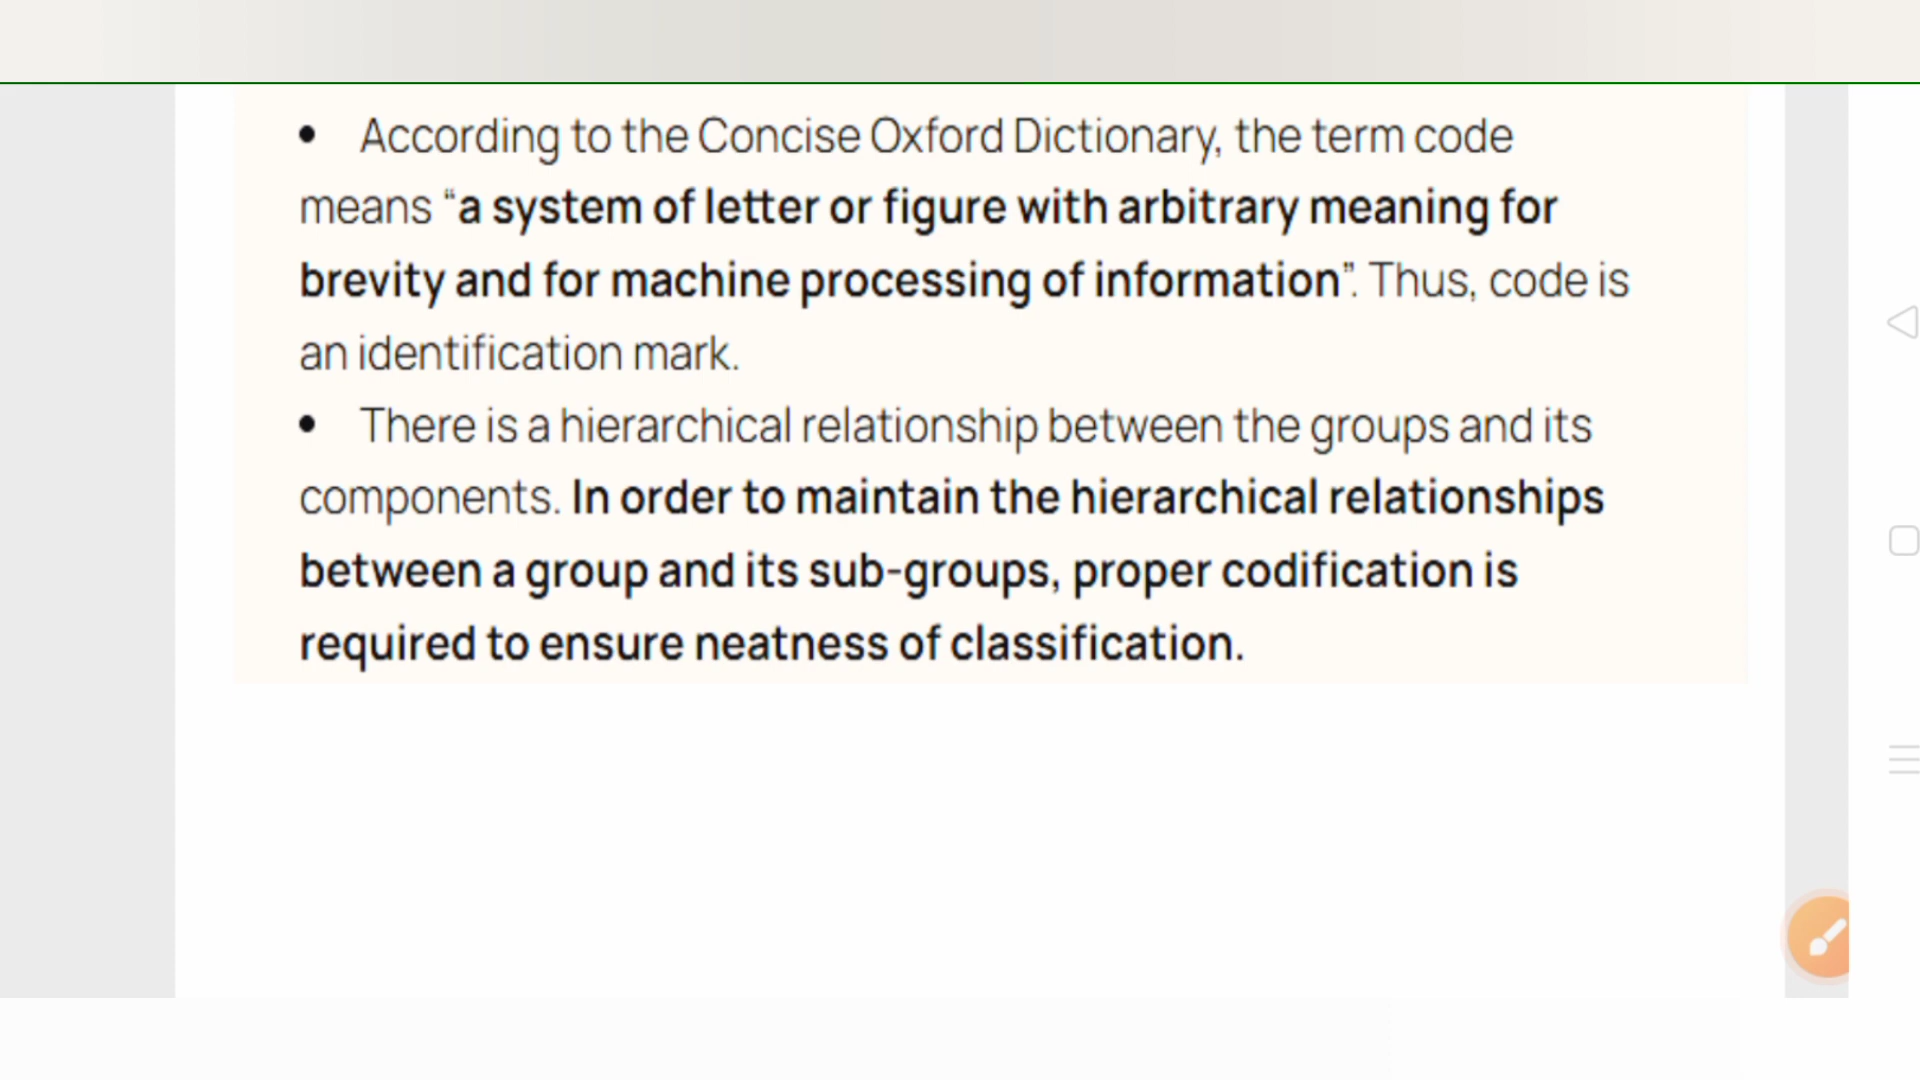 • According to the Concise Oxford Dictionary, the term code
means “a system of letter or figure with arbitrary meaning for
brevity and for machine processing of information”. Thus, code is
an identification mark.
• There is a hierarchical relationship between the groups and its
components. In order to maintain the hierarchical relationships
between a group and its sub-groups, proper codification is
required to ensure neatness of classification.